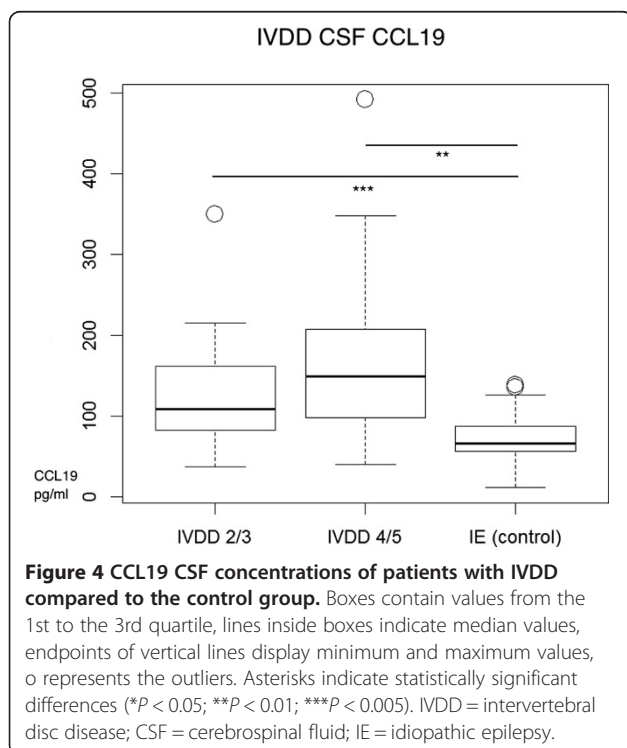 IVDD CSF CCL19
500
**
400
***
300
200
100
CCL19
pg/ml
0
IVDD 2/3
IVDD 4/5
IE (control)
Figure 4 CCL19 CSF concentrations of patients with IVDD
compared to the control group. Boxes contain values from the
1st to the 3rd quartile, lines inside boxes indicate median values,
endpoints of vertical lines display minimum and maximum values,
o represents the outliers. Asterisks indicate statistically significant
differences (*P < 0.05; **P < 0.01; ***P < 0.005). IVDD = intervertebral
disc disease; CSF = cerebrospinal fluid; IE = idiopathic epilepsy.